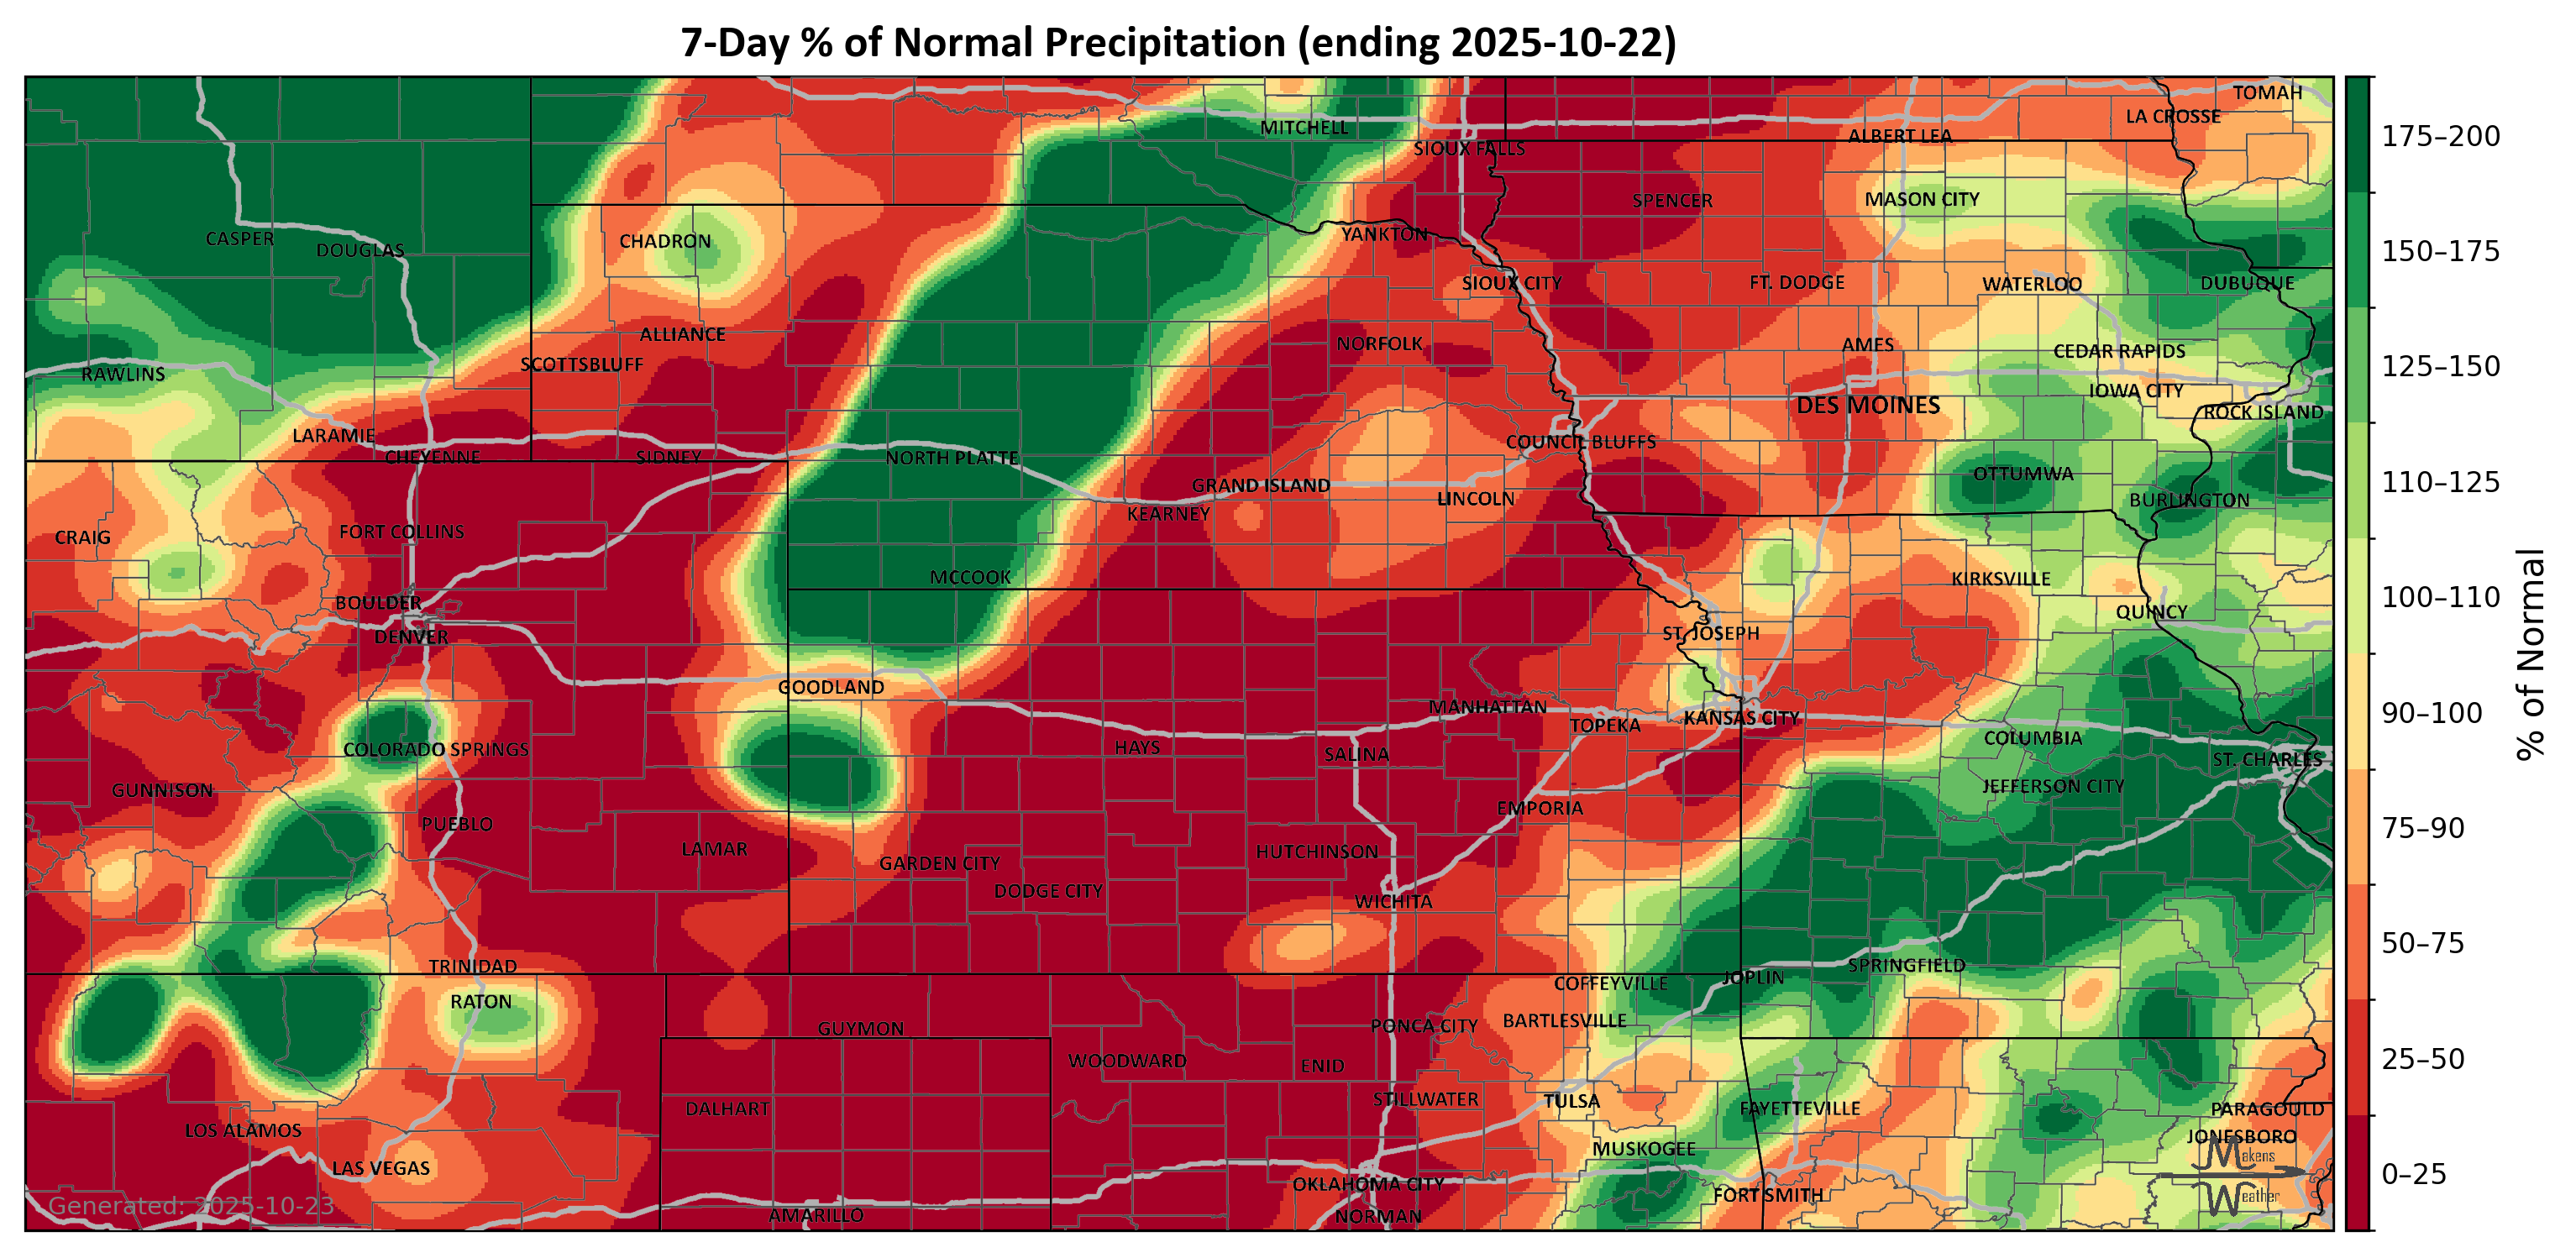 7-Day % of Normal Precipitation (ending 2025-10-22)
TOMAH
LA CROSSE
MITCHELL
ALBERT LEA
SIOUX FALLS
SPENCER
MASON CITY
CASPER
DOUGLAS
CHADRON
YANKTON
SIOUX CITY
FT. DODGE
WATERLOO
DUBUQUE
ALLIANCE
NORFOLK
AMES
CEDAR RAPIDS
SCOTTSBLUFF
RAWLINS
IOWA CITY
DES MOINES
ROCK ISLAND
LARAMIE
COUNCIL BLUFFS
CHEYENNE
SIDNEY
NORTH PLATTE
OTTUMWA
GRAND ISLAND
LINCOLN
BURLINGTON
KEARNEY
CRAIG
FORT COLLINS
MCCOOK
KIRKSVILLE
BOULDER
QUINCY
DENVER
ST. JOSEPH
GOODLAND
MANHATTAN
TOPEKA
KANSAS CITY
COLORADO SPRINGS
HAYS
SALINA
COLUMBIA
ST. CHARLES
GUNNISON
JEFFERSON CITY
EMPORIA
PUEBLO
LAMAR
GARDEN CITY
HUTCHINSON
DODGE CITY
WICHITA
TRINIDAD
SPRINGFIELD
COFFEYVILLE
JOPLIN
RATON
GUYMON
PONCA CITY
BARTLESVILLE
WOODWARD
ENID
DALHART
STILLWATER
TULSA
FAYETTEVILLE
PARAGOULD
LOS ALAMOS
MUSKOGEE
JONESBORO
LAS VEGAS
OKLAHOMA CITY
FORT SMITH
AMARILLO
NORMAN
Makens
Weather
Generated: 2025-10-23
175–200
150–175
125–150
110–125
100–110
90–100
75–90
50–75
25–50
0–25
% of Normal